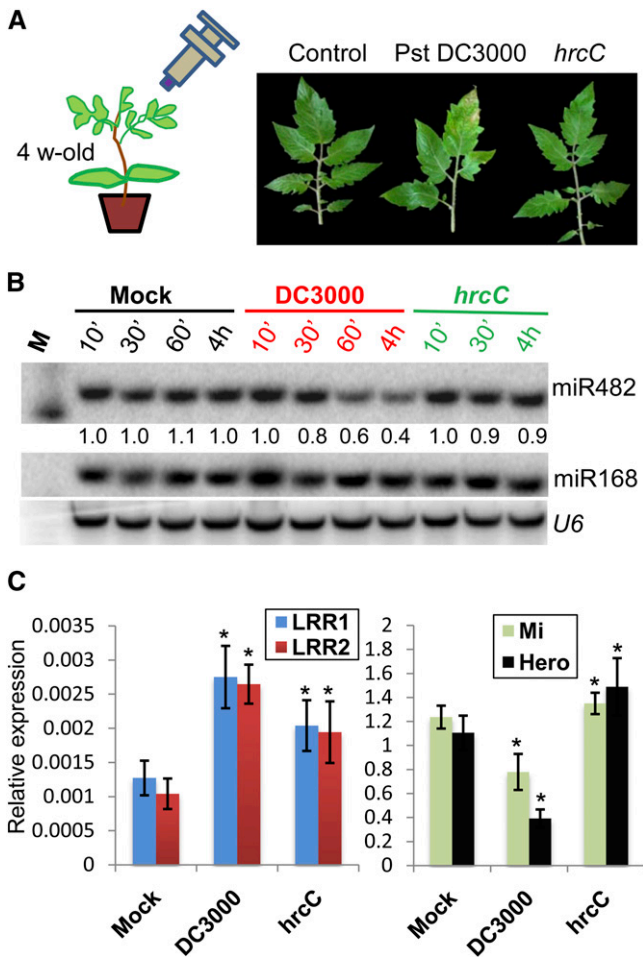 A
4 w-old
Control Pst DC3000 hrcC
B
Mock DC3000 hrcC
M 10' 30' 60' 4h 10' 30' 60' 4h 10' 30' 4h
miR482
1.0 1.0 1.1 1.0 1.0 0.8 0.6 0.4 1.0 0.9 0.9
miR168
U6
C
Relative expression
0.0035
0.003
0.0025
0.002
0.0015
0.001
0.0005
0
LRR1
LRR2
* * * *
Mock DC3000 hrcC
2
1.8
1.6
1.4
1.2
1
0.8
0.6
0.4
0.2
0
Mi
Hero
* * * *
Mock DC3000 hrcC